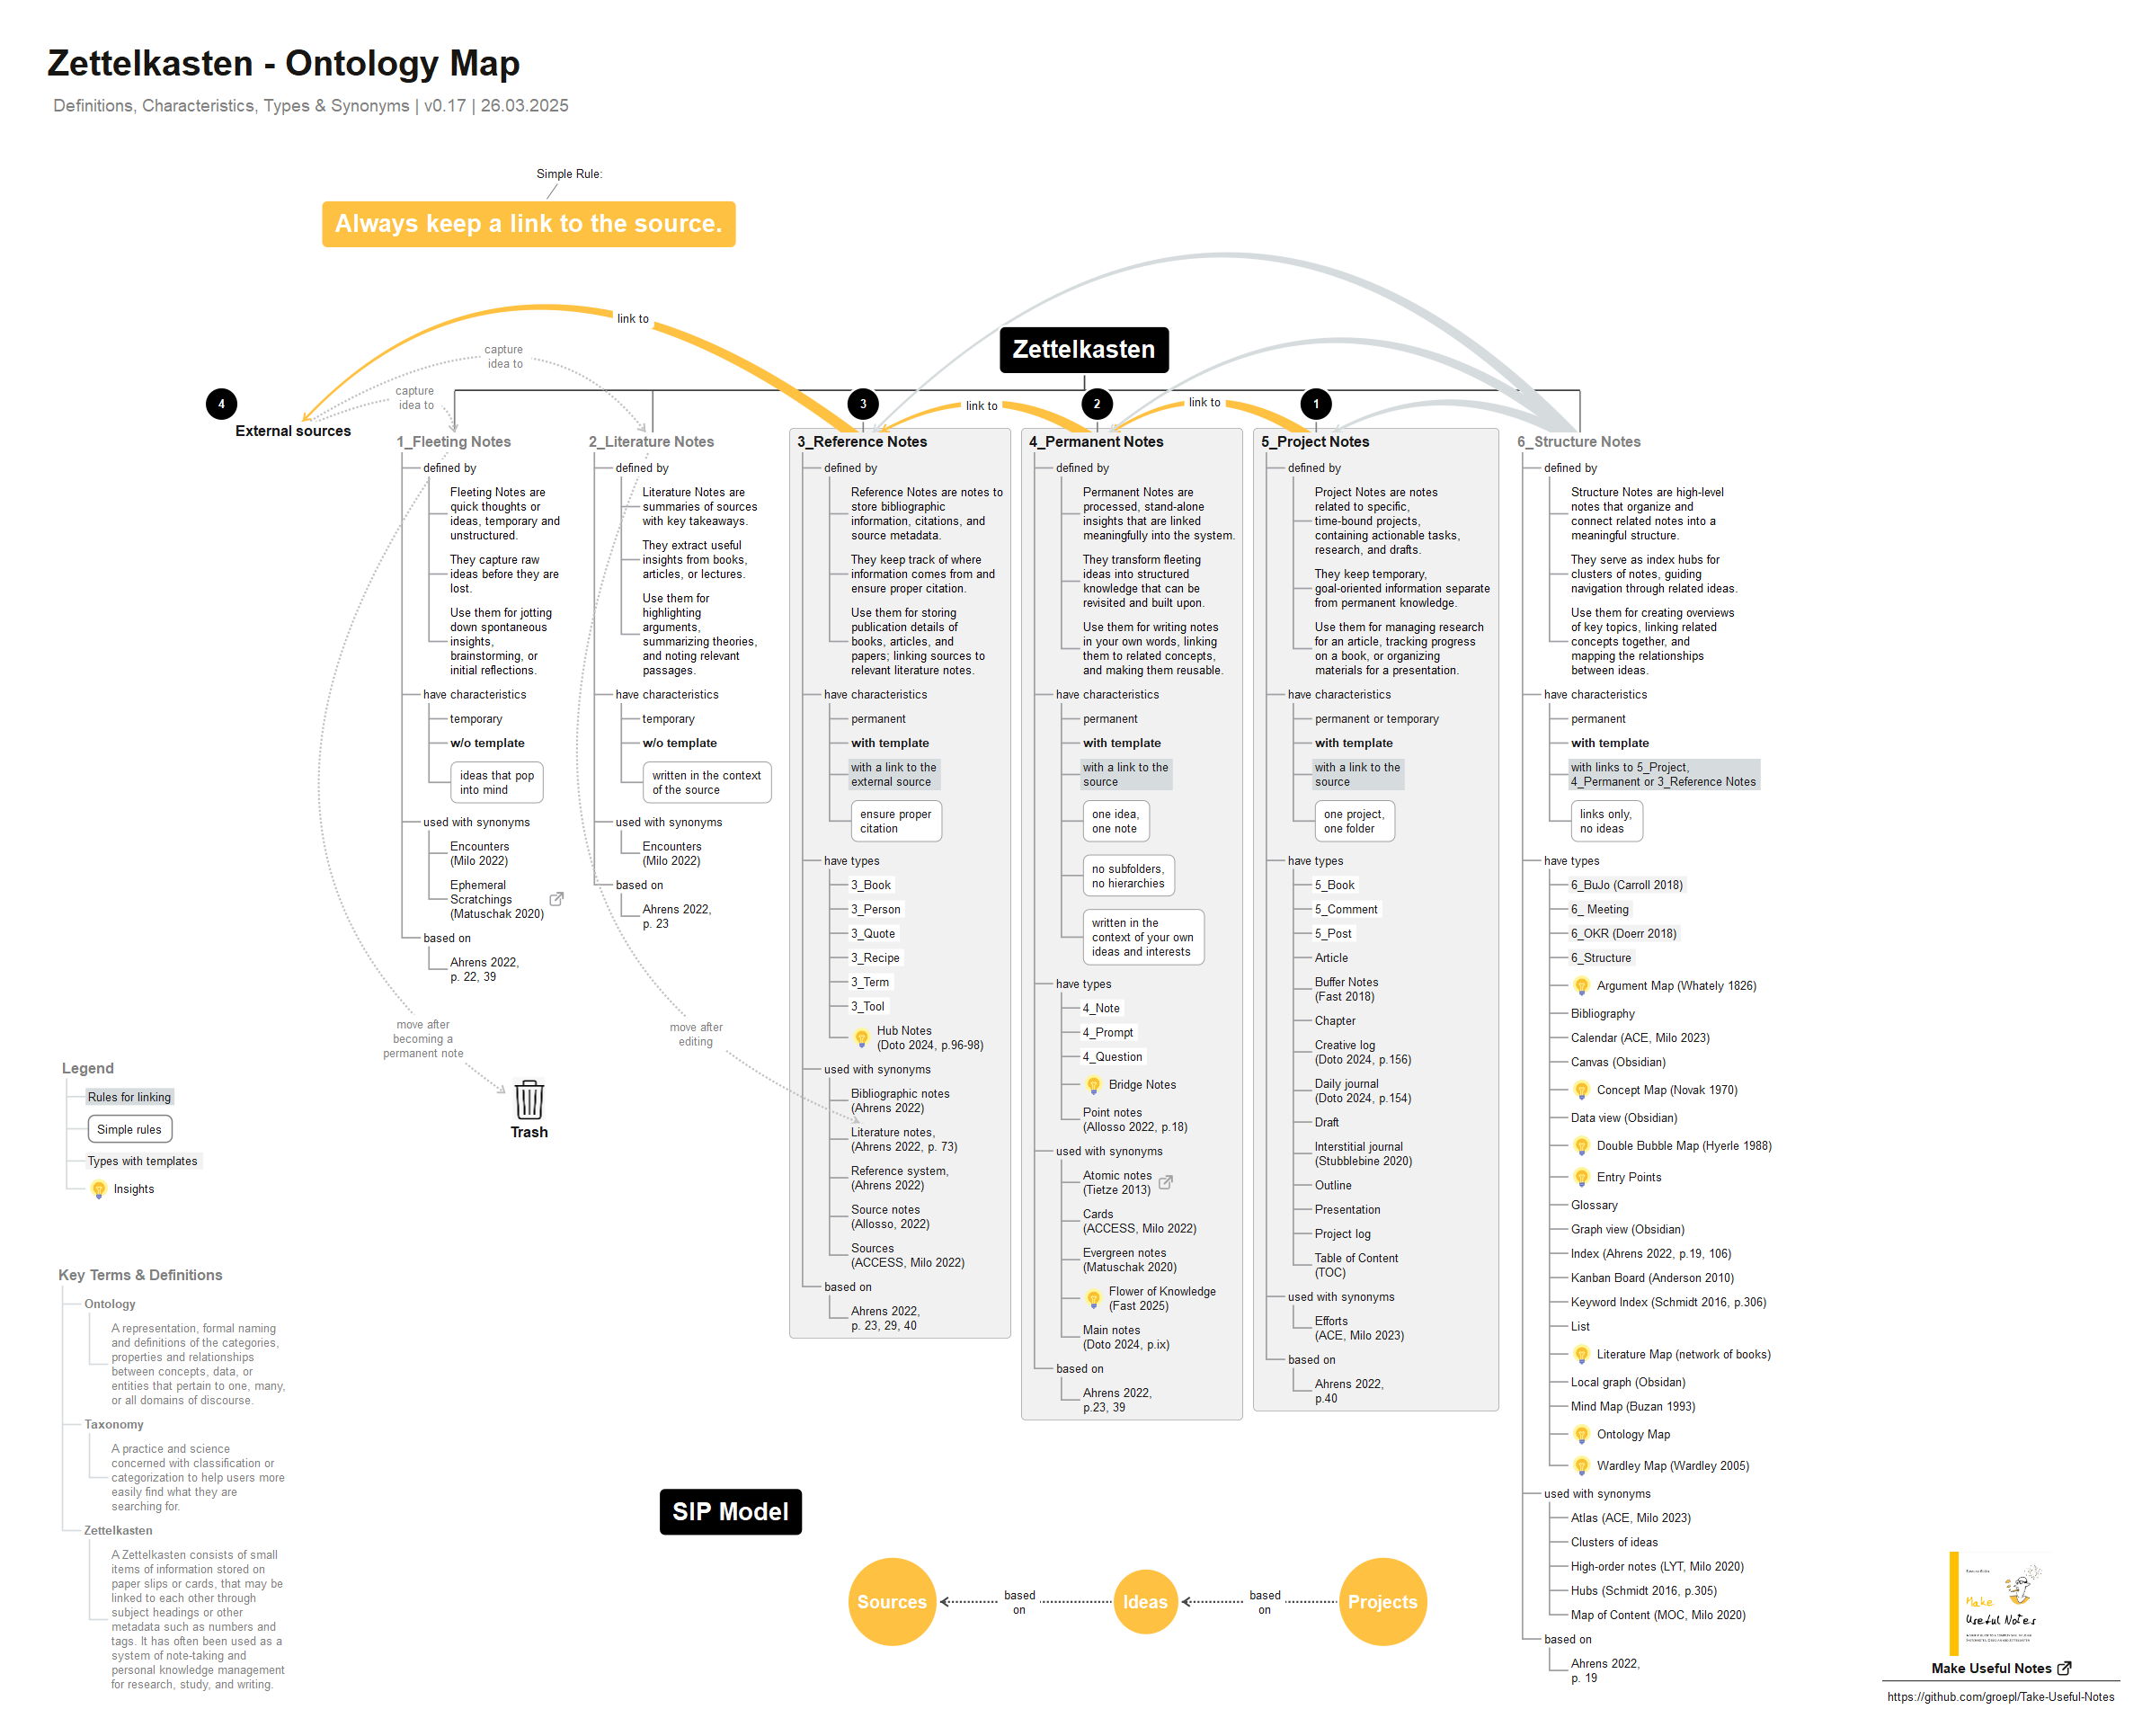 Zettelkasten - Ontology Map
Definitions, Characteristics, Types & Synonyms | v0.17 | 26.03.2025
Simple Rule:
Always keep a link to the source.
link to
capture
idea to
capture
idea to
Zettelkasten
4
External sources
3
link to
2
link to
1
1_Fleeting Notes
defined by
Fleeting Notes are
quick thoughts or
ideas, temporary and
unstructured.
They capture raw
ideas before they are
lost.
Use them for jotting
down spontaneous
insights,
brainstorming, or
initial reflections.
have characteristics
temporary
w/o template
ideas that pop
into mind
used with synonyms
Encounters
(Milo 2022)
Ephemeral
Scratchings
(Matuschak 2020)
based on
Ahrens 2022,
p. 22, 39
move after
becoming a
permanent note
Trash
2_Literature Notes
defined by
Literature Notes are
summaries of sources
with key takeaways.
They extract useful
insights from books,
articles, or lectures.
Use them for
highlighting
arguments,
summarizing theories,
and noting relevant
passages.
have characteristics
temporary
w/o template
written in the context
of the source
used with synonyms
Encounters
(Milo 2022)
based on
Ahrens 2022,
p. 23
move after
editing
3_Reference Notes
defined by
Reference Notes are notes to
store bibliographic
information, citations, and
source metadata.
They keep track of where
information comes from and
ensure proper citation.
Use them for storing
publication details of
books, articles, and
papers; linking sources to
relevant literature notes.
have characteristics
permanent
with template
with a link to the
external source
ensure proper
citation
have types
3_Book
3_Person
3_Quote
3_Recipe
3_Term
3_Tool
Hub Notes
(Doto 2024, p.96-98)
used with synonyms
Bibliographic notes
(Ahrens 2022)
Literature notes,
(Ahrens 2022, p. 73)
Reference system,
(Ahrens 2022)
Source notes
(Allosso, 2022)
Sources
(ACCESS, Milo 2022)
based on
Ahrens 2022,
p. 23, 29, 40
4_Permanent Notes
defined by
Permanent Notes are
processed, stand-alone
insights that are linked
meaningfully into the system.
They transform fleeting
ideas into structured
knowledge that can be
revisited and built upon.
Use them for writing notes
in your own words, linking
them to related concepts,
and making them reusable.
have characteristics
permanent
with template
with a link to the
source
one idea,
one note
no subfolders,
no hierarchies
written in the
context of your own
ideas and interests
have types
4_Note
4_Prompt
4_Question
Bridge Notes
Point notes
(Allosso 2022, p.18)
used with synonyms
Atomic notes
(Tietze 2013)
Cards
(ACCESS, Milo 2022)
Evergreen notes
(Matuschak 2020)
Flower of Knowledge
(Fast 2025)
Main notes
(Doto 2024, p.ix)
based on
Ahrens 2022,
p.23, 39
5_Project Notes
defined by
Project Notes are notes
related to specific,
time-bound projects,
containing actionable tasks,
research, and drafts.
They keep temporary,
goal-oriented information separate
from permanent knowledge.
Use them for managing research
for an article, tracking progress
on a book, or organizing
materials for a presentation.
have characteristics
permanent or temporary
with template
with a link to the
source
one project,
one folder
have types
5_Book
5_Comment
5_Post
Article
Buffer Notes
(Fast 2018)
Chapter
Creative log
(Doto 2024, p.156)
Daily journal
(Doto 2024, p.154)
Draft
Interstitial journal
(Stubblebine 2020)
Outline
Presentation
Project log
Table of Content
(TOC)
used with synonyms
Efforts
(ACE, Milo 2023)
based on
Ahrens 2022,
p.40
6_Structure Notes
defined by
Structure Notes are high-level
notes that organize and
connect related notes into a
meaningful structure.
They serve as index hubs for
clusters of notes, guiding
navigation through related ideas.
Use them for creating overviews
of key topics, linking related
concepts together, and
mapping the relationships
between ideas.
have characteristics
permanent
with template
with links to 5_Project,
4_Permanent or 3_Reference Notes
links only,
no ideas
have types
6_BuJo (Carroll 2018)
6_ Meeting
6_OKR (Doerr 2018)
6_Structure
Argument Map (Whately 1826)
Bibliography
Calendar (ACE, Milo 2023)
Canvas (Obsidian)
Concept Map (Novak 1970)
Data view (Obsidian)
Double Bubble Map (Hyerle 1988)
Entry Points
Glossary
Graph view (Obsidian)
Index (Ahrens 2022, p.19, 106)
Kanban Board (Anderson 2010)
Keyword Index (Schmidt 2016, p.306)
List
Literature Map (network of books)
Local graph (Obsidan)
Mind Map (Buzan 1993)
Ontology Map
Wardley Map (Wardley 2005)
used with synonyms
Atlas (ACE, Milo 2023)
Clusters of ideas
High-order notes (LYT, Milo 2020)
Hubs (Schmidt 2016, p.305)
Map of Content (MOC, Milo 2020)
based on
Ahrens 2022,
p. 19
Legend
Rules for linking
Simple rules
Types with templates
Insights
Key Terms & Definitions
Ontology
A representation, formal naming
and definitions of the categories,
properties and relationships
between concepts, data, or
entities that pertain to one, many,
or all domains of discourse.
Taxonomy
A practice and science
concerned with classification or
categorization to help users more
easily find what they are
searching for.
Zettelkasten
A Zettelkasten consists of small
items of information stored on
paper slips or cards, that may be
linked to each other through
subject headings or other
metadata such as numbers and
tags. It has often been used as a
system of note-taking and
personal knowledge management
for research, study, and writing.
SIP Model
Sources
based
on
Ideas
based
on
Projects
Make
Useful Notes
Make Useful Notes
https://github.com/groepl/Take-Useful-Notes